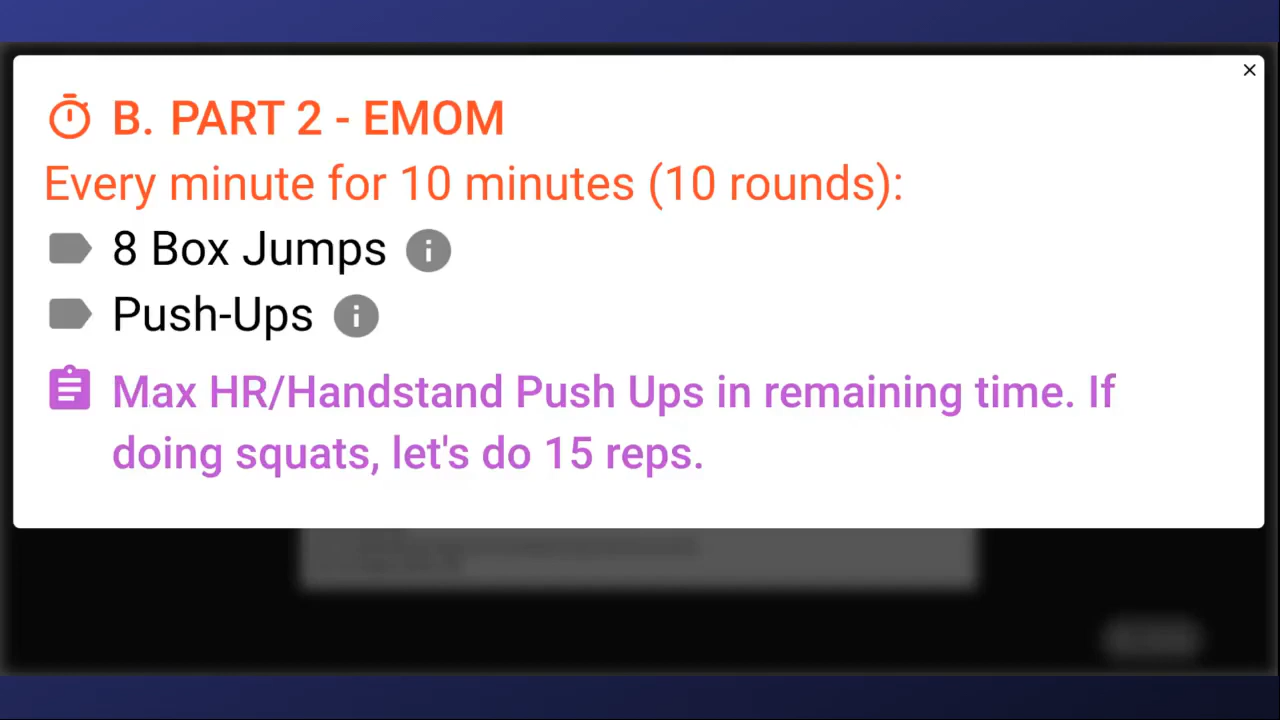 B. PART 2 - EMOM
Every minute for 10 minutes (10 rounds):
8 Box Jumps
Push-Ups
Max HR/Handstand Push Ups in remaining time. If
doing squats, let's do 15 reps.